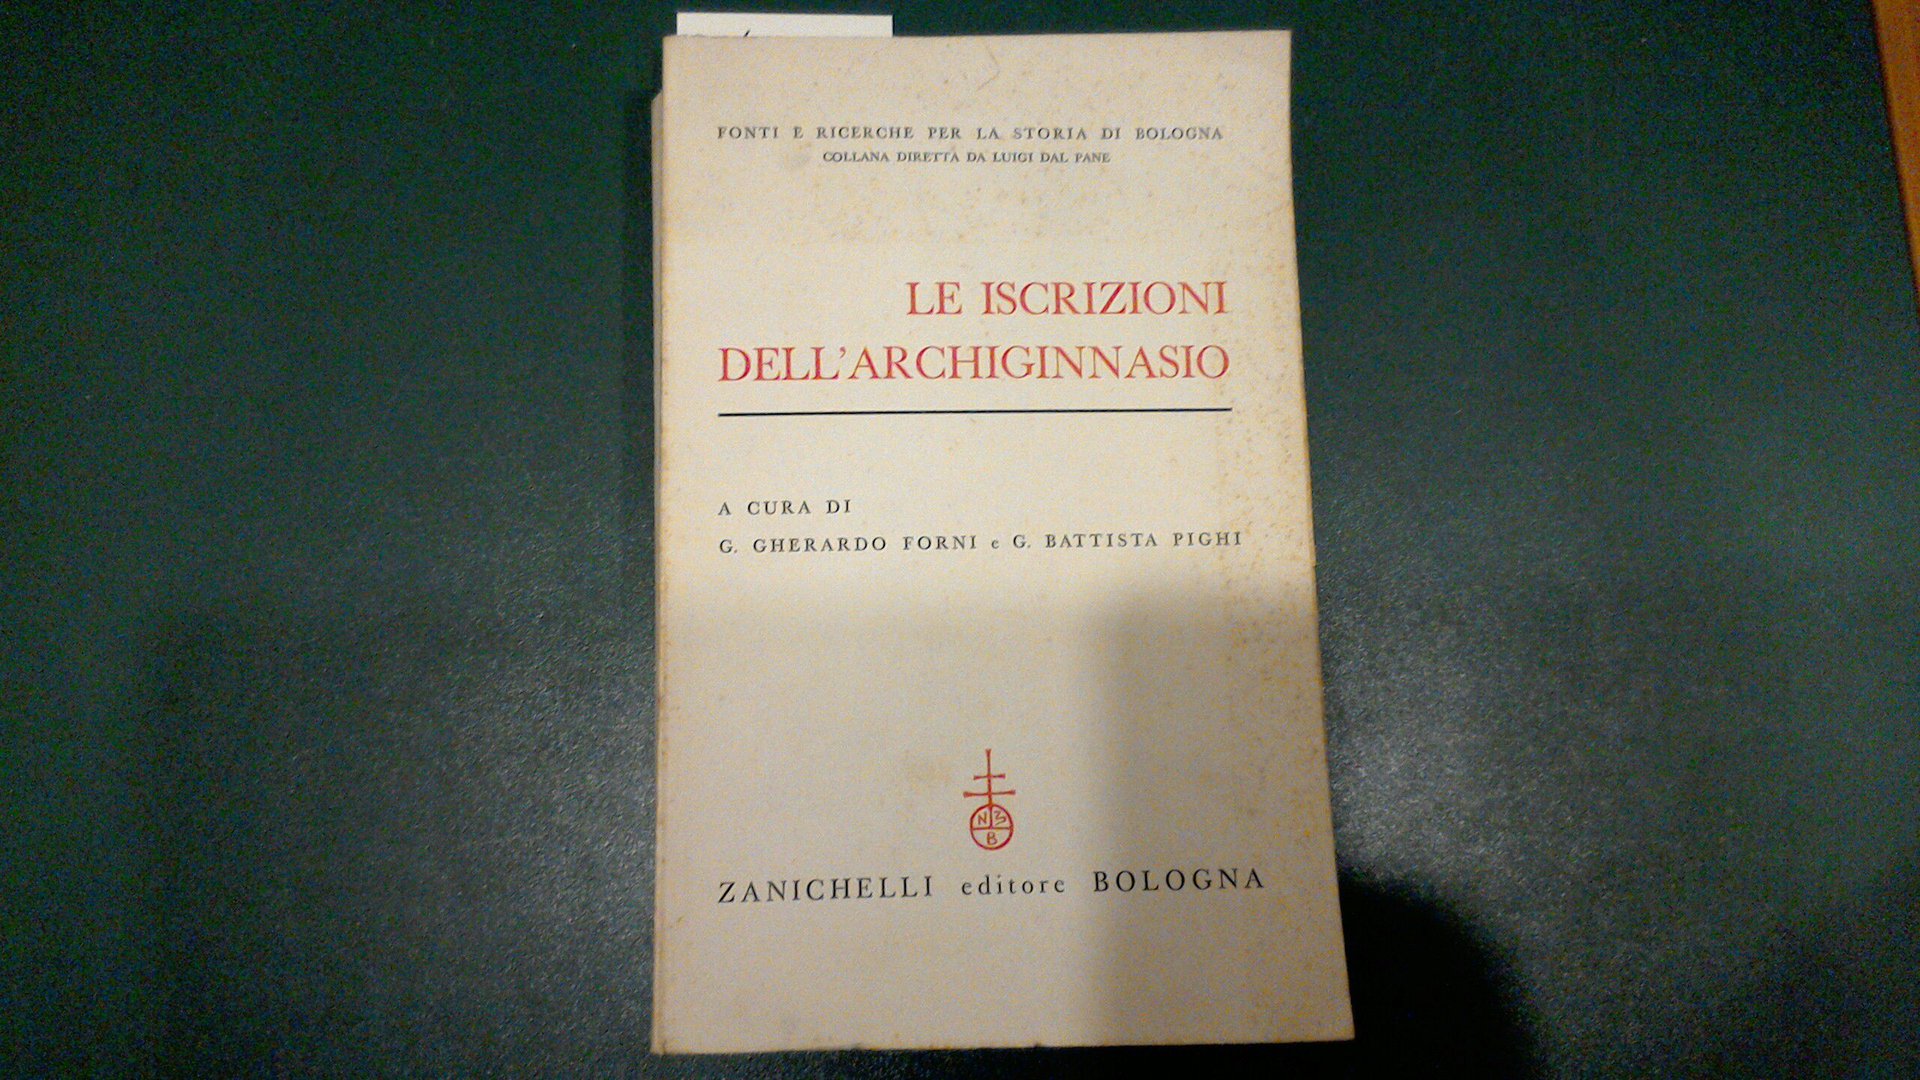 FONTI E RICERCHE PER LA STORIA DI BOLOGNA
COLLANA DIRETTA DA LUIGI DAL PANE
LE ISCRIZIONI
DELL'ARCHIGINNASIO
A CURA DI
G. GHERARDO FORNI e G. BATTISTA PIGHI
N Z
B
ZANICHELLI editore BOLOGNA